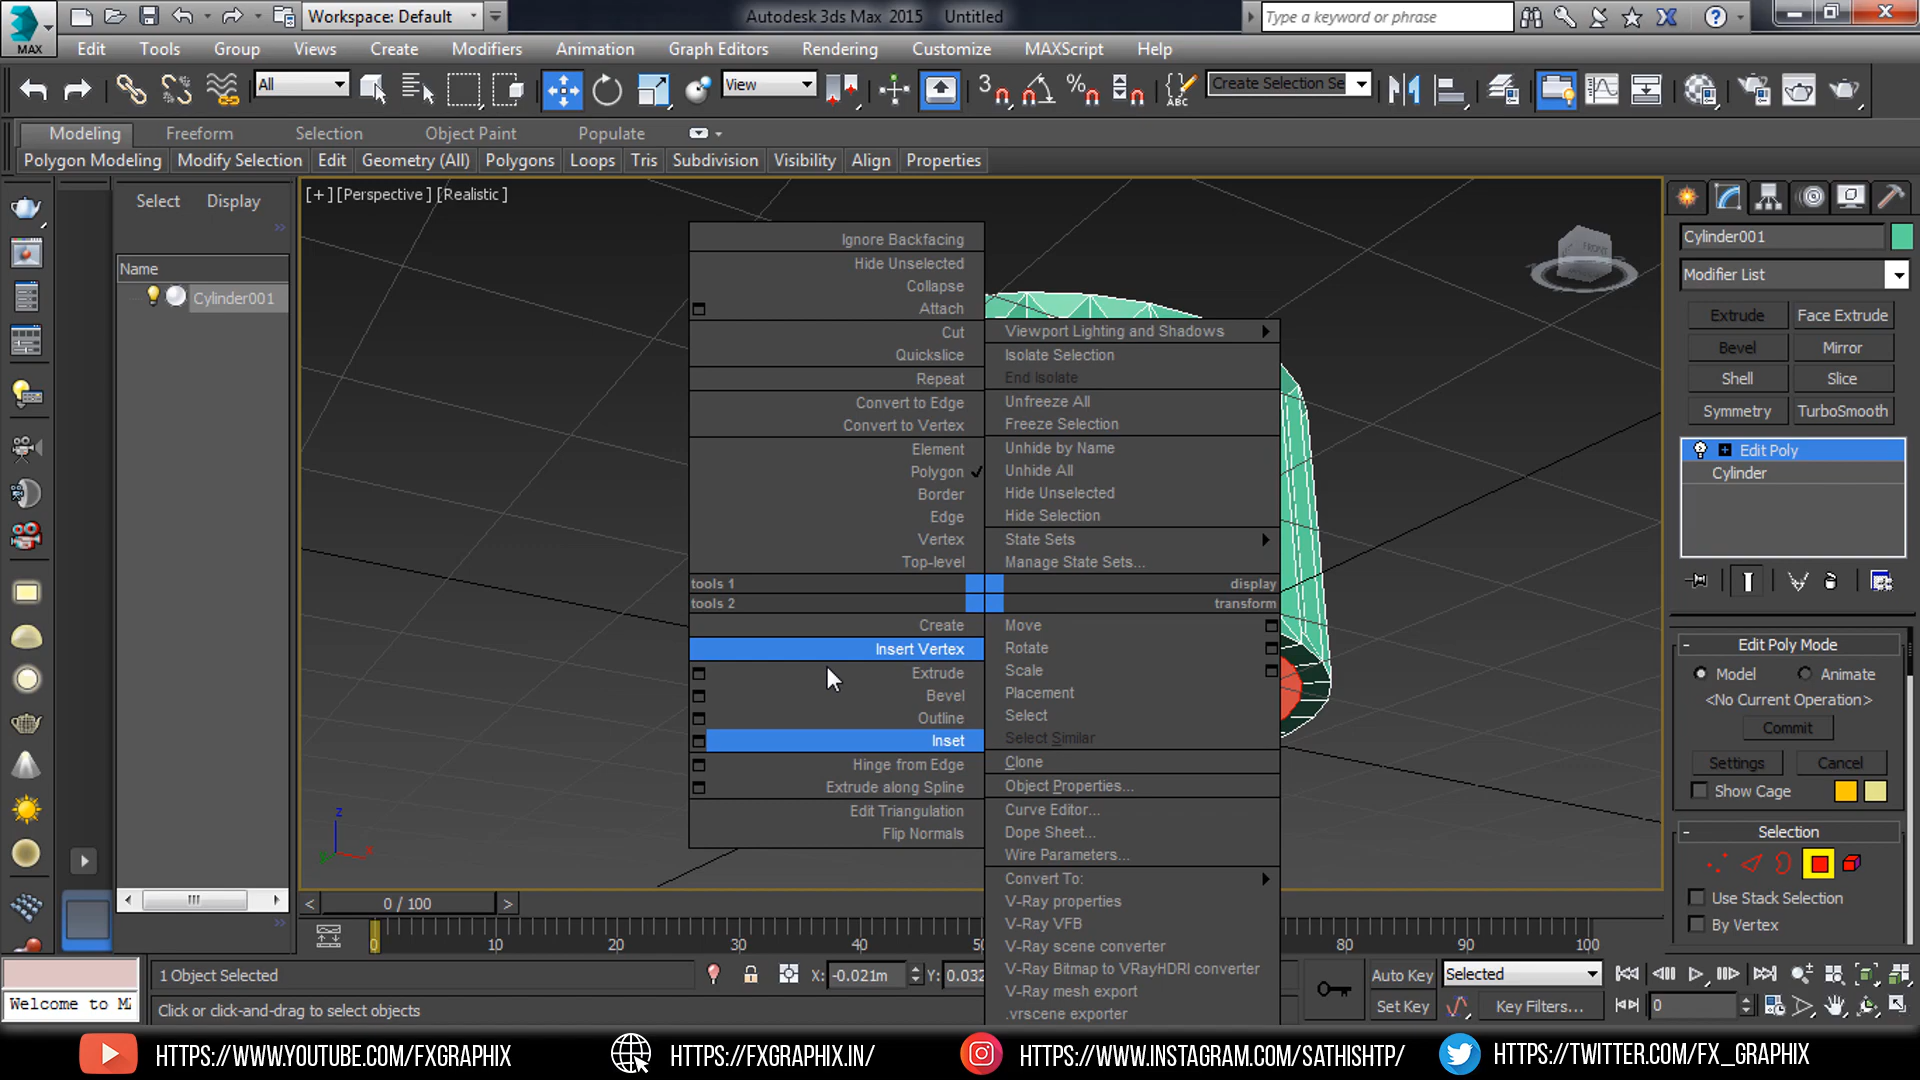 MAX
Workspace: Default
Autodesk 3ds Max 2015 Untitled
Type a keyword or phrase
Edit Tools Group Views Create Modifiers Animation Graph Editors Rendering Customize MAXScript Help
All
View
3
ABC
Create Selection Se
Modeling Freeform Selection Object Paint Populate
Polygon Modeling Modify Selection Edit Geometry (All) Polygons Loops Tris Subdivision Visibility Align Properties
Select Display
Name
Cylinder001
[+][Perspective][Realistic]
FRONT
Ignore Backfacing
Hide Unselected
Collapse
Attach
Cut
Quickslice
Repeat
Convert to Edge
Convert to Vertex
Element
Polygon
Border
Edge
Vertex
Top-level
tools 1
tools 2
Create
Insert Vertex
Extrude
Bevel
Outline
Inset
Hinge from Edge
Extrude along Spline
Edit Triangulation
Flip Normals
Viewport Lighting and Shadows
Isolate Selection
End Isolate
Unfreeze All
Freeze Selection
Unhide by Name
Unhide All
Hide Unselected
Hide Selection
State Sets
Manage State Sets...
display
transform
Move
Rotate
Scale
Placement
Select
Select Similar
Clone
Object Properties...
Curve Editor...
Dope Sheet...
Wire Parameters...
Convert To:
V-Ray properties
V-Ray VFB
V-Ray scene converter
V-Ray Bitmap to VRayHDRI converter
V-Ray mesh export
.vrscene exporter
Cylinder001
Modifier List
Extrude Face Extrude
Bevel Mirror
Shell Slice
Symmetry TurboSmooth
Edit Poly
Cylinder
Edit Poly Mode
Model Animate
<No Current Operation>
Commit
Settings Cancel
Show Cage
Selection
Use Stack Selection
By Vertex
z
x
0 / 100
0 10 20 30 40 80 90 100
1 Object Selected
X: -0.021m Y: 0.032
Auto Key Selected
Welcome to M
Click or click-and-drag to select objects
Set Key Key Filters... 0
HTTPS://WWW.YOUTUBE.COM/FXGRAPHIX HTTPS://FXGRAPHIX.IN/ HTTPS://WWW.INSTAGRAM.COM/SATHISHTP/ HTTPS://TWITTER.COM/FX_GRAPHIX